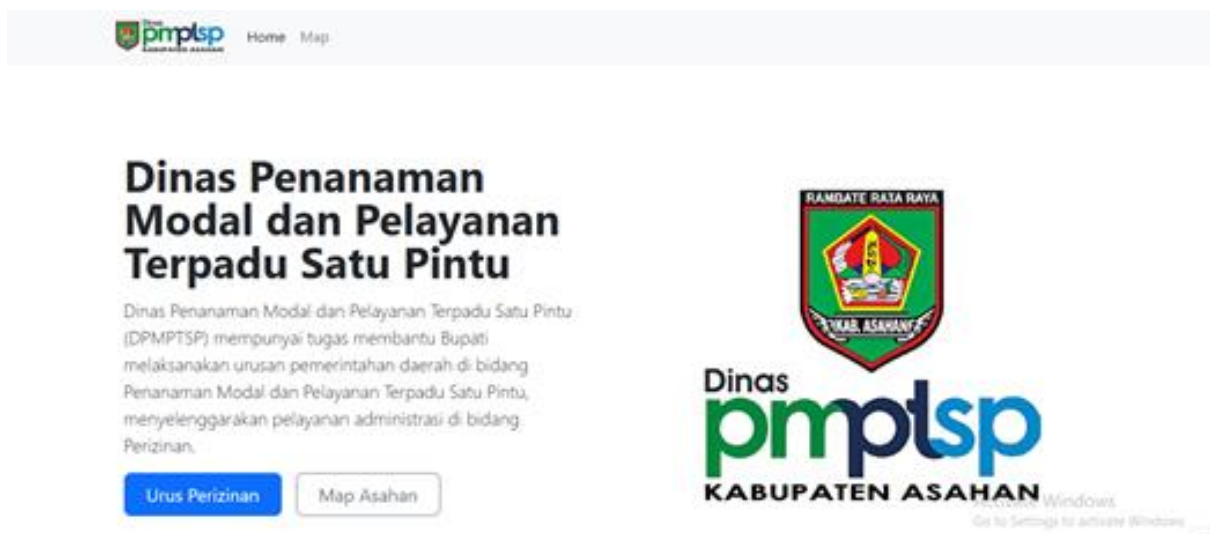 Dinas
pmptsp
KABUPATEN ASAHAN
Home Map
Dinas Penanaman
Modal dan Pelayanan
Terpadu Satu Pintu
Dinas Penanaman Modal dan Pelayanan Terpadu Satu Pintu
(DPMPTSP) mempunyai tugas membantu Bupati
melaksanakan urusan pemerintahan daerah di bidang
Penanaman Modal dan Pelayanan Terpadu Satu Pintu,
menyelenggarakan pelayanan administrasi di bidang
Perizinan.
Urus Perizinan
Map Asahan
RAMBATE RATA RAYA
KAB. ASAHAN
Dinas
pmptsp
KABUPATEN ASAHAN
Activate Windows
Go to Settings to activate Windows.